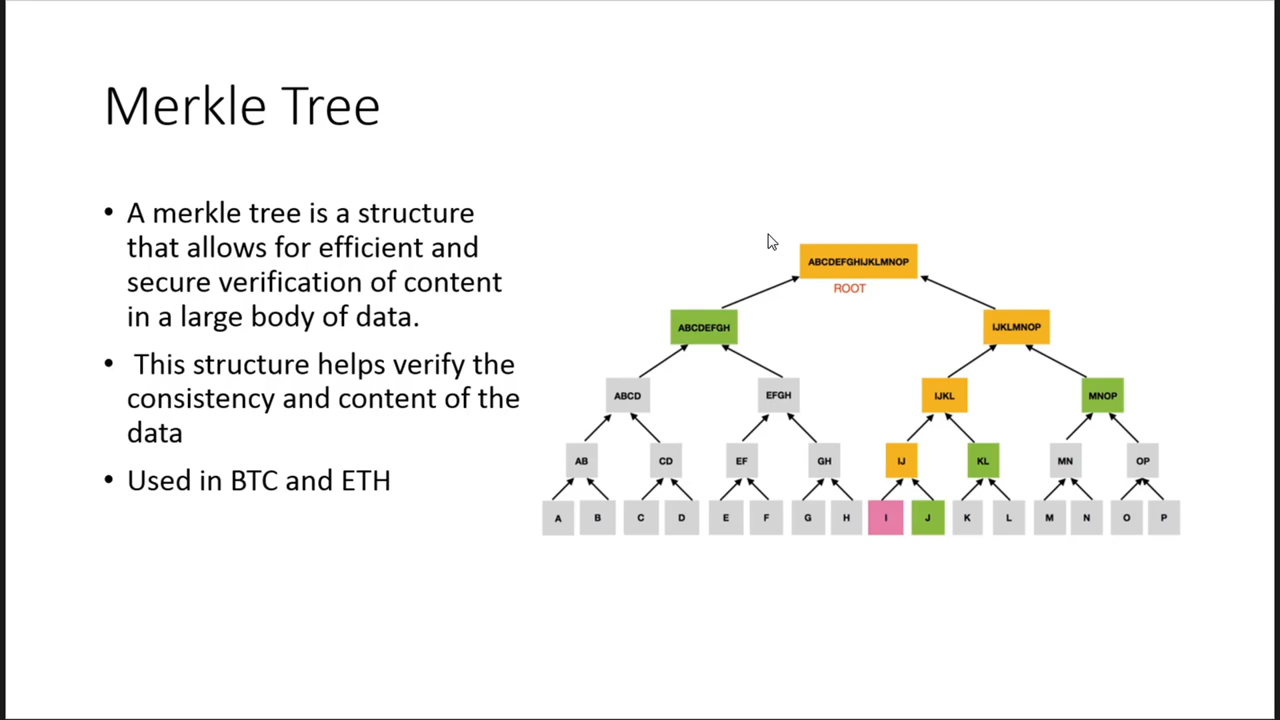 Merkle Tree
• A merkle tree is a structure
that allows for efficient and
secure verification of content
in a large body of data.
• This structure helps verify the
consistency and content of the
data
• Used in BTC and ETH
ABCDEFGHIJKLMNOP
ROOT
ABCDEFGH IJKLMNOP
ABCD EFGH IJKL MNOP
AB CD EF GH IJ KL MN OP
A B C D E F G H I J K L M N O P